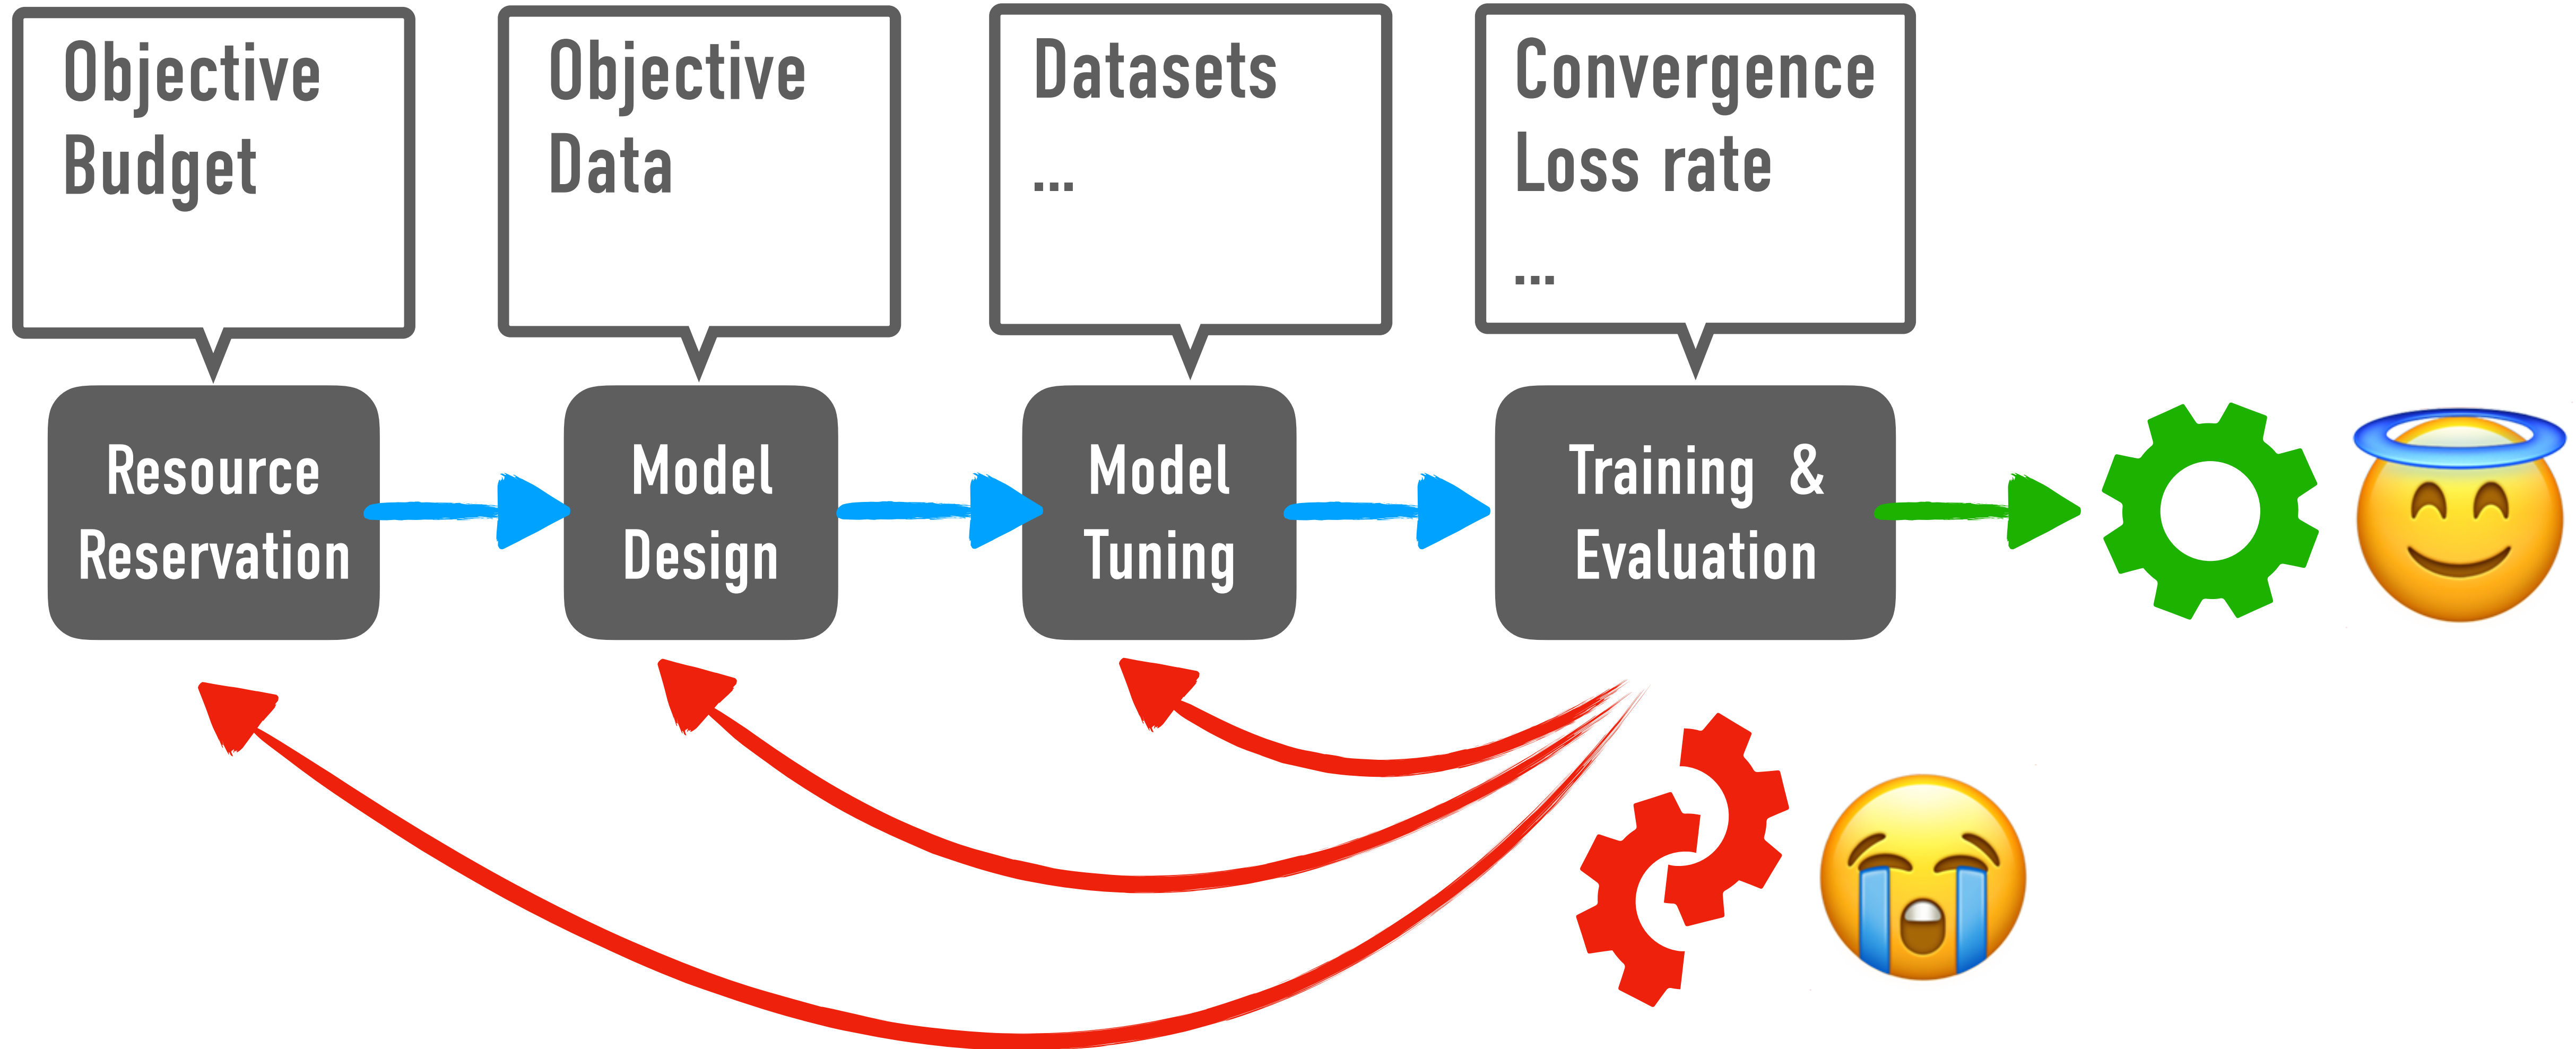 Objective
Budget
Objective
Data
Datasets
...
Convergence
Loss rate
...
Resource
Reservation
Model
Design
Model
Tuning
Training &
Evaluation